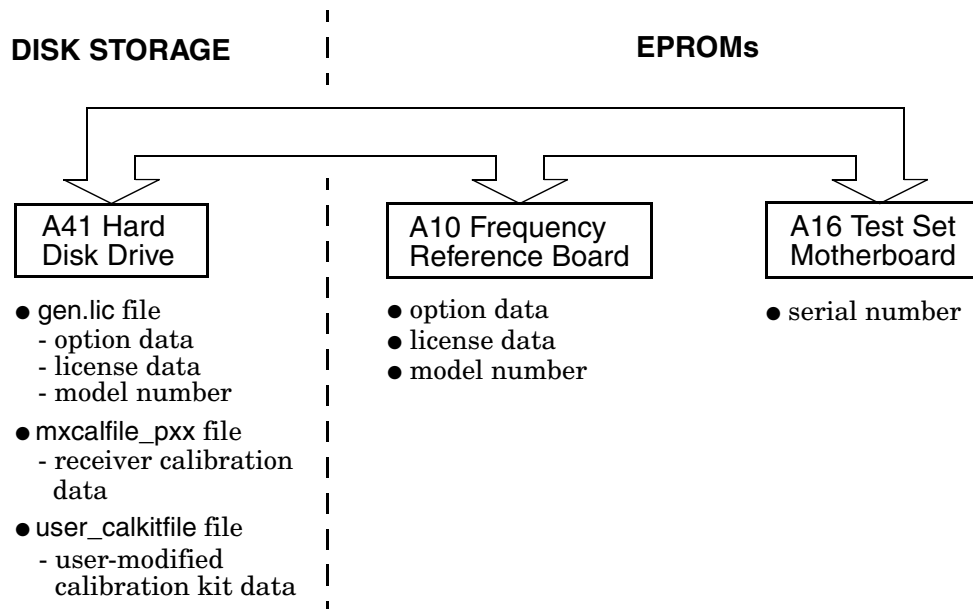 DISK STORAGE
EPROMs
A41 Hard
Disk Drive
● gen.lic file
- option data
- license data
- model number
● mxcalfile_pxx file
- receiver calibration
data
● user_calkitfile file
- user-modified
calibration kit data
A10 Frequency
Reference Board
● option data
● license data
● model number
A16 Test Set
Motherboard
● serial number